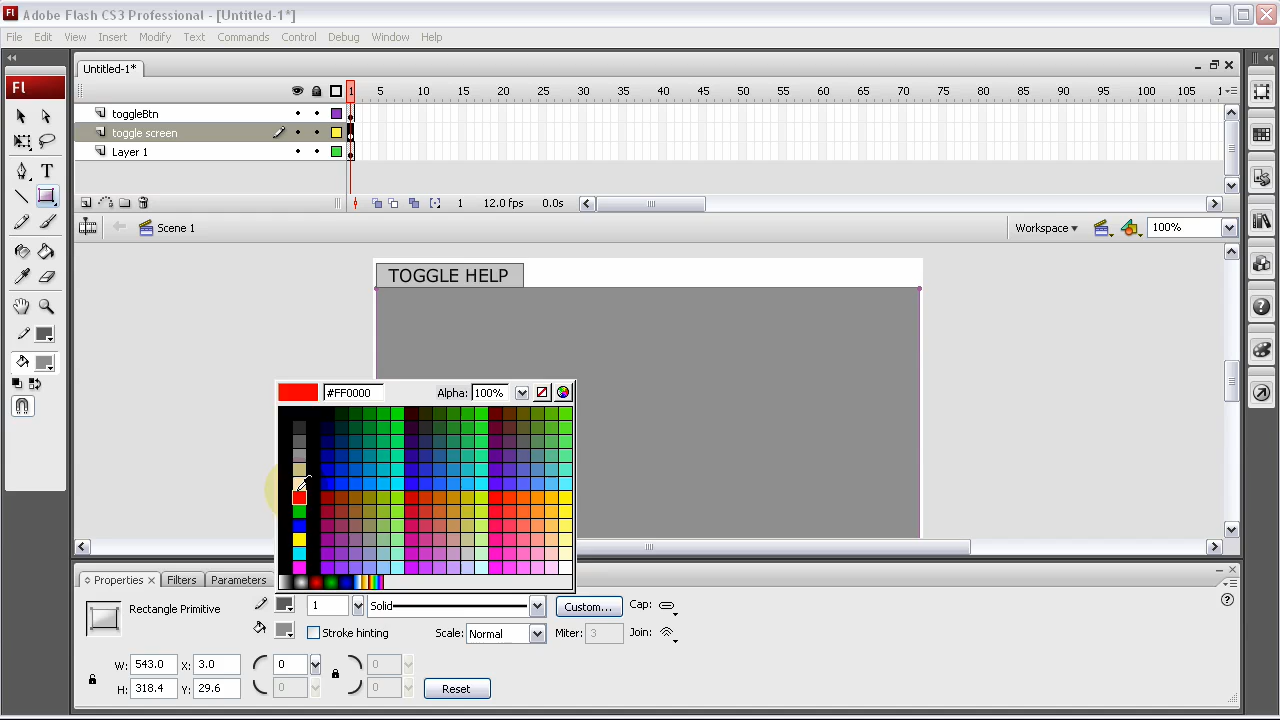 Fl Adobe Flash CS3 Professional - [Untitled-1*]
File Edit View Insert Modify Text Commands Control Debug Window Help
Untitled-1*
Fl
1 5 10 15 20 25 30 35 40 45 50 55 60 65 70 75 80 85 90 95 100 105 1
toggleBtn
toggle screen
Layer 1
1 12.0 fps
Scene 1 Workspace 100%
TOGGLE HELP
#FF0000 Alpha: 100%
Properties Filters Parameters
Rectangle Primitive 1 Solid Custom... Cap:
Stroke hinting Scale: Normal Miter: 3 Join:
W: 543.0 X: 3.0 0 0
H: 318.4 Y: 29.6 0 0 Reset